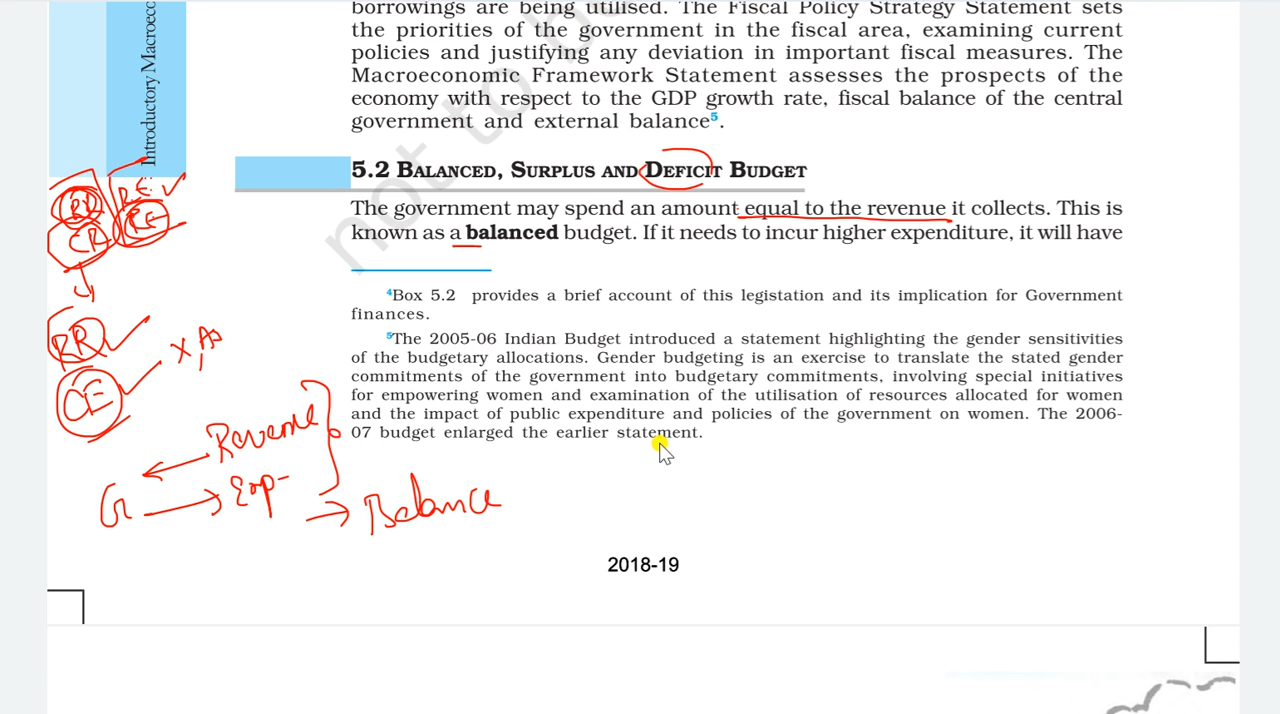 borrowings are being utilised. The Fiscal Policy Strategy Statement sets
the priorities of the government in the fiscal area, examining current
policies and justifying any deviation in important fiscal measures. The
Macroeconomic Framework Statement assesses the prospects of the
economy with respect to the GDP growth rate, fiscal balance of the central
government and external balance⁵.
Introductory Macroecc
not to b
5.2 BALANCED, SURPLUS AND DEFICIT BUDGET
The government may spend an amount equal to the revenue it collects. This is
known as a balanced budget. If it needs to incur higher expenditure, it will have
RE
RE
CR
⁴Box 5.2 provides a brief account of this legistation and its implication for Government
finances.
⁵The 2005-06 Indian Budget introduced a statement highlighting the gender sensitivities
of the budgetary allocations. Gender budgeting is an exercise to translate the stated gender
commitments of the government into budgetary commitments, involving special initiatives
for empowering women and examination of the utilisation of resources allocated for women
and the impact of public expenditure and policies of the government on women. The 2006-
07 budget enlarged the earlier statement.
RR
CE
Revenue
G
Exp-
Balance
2018-19